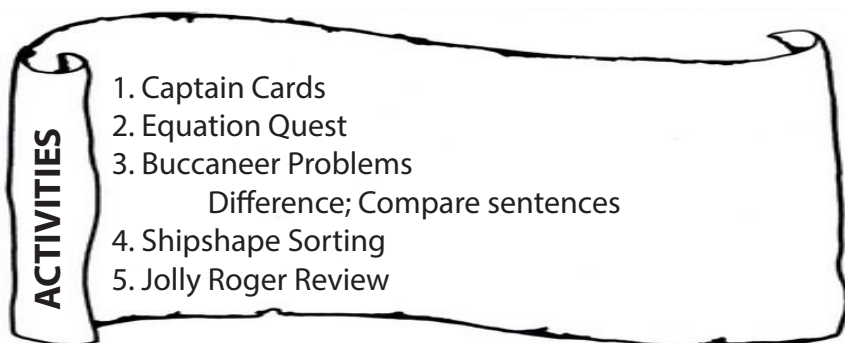 ACTIVITIES
1. Captain Cards
2. Equation Quest
3. Buccaneer Problems
Difference; Compare sentences
4. Shipshape Sorting
5. Jolly Roger Review